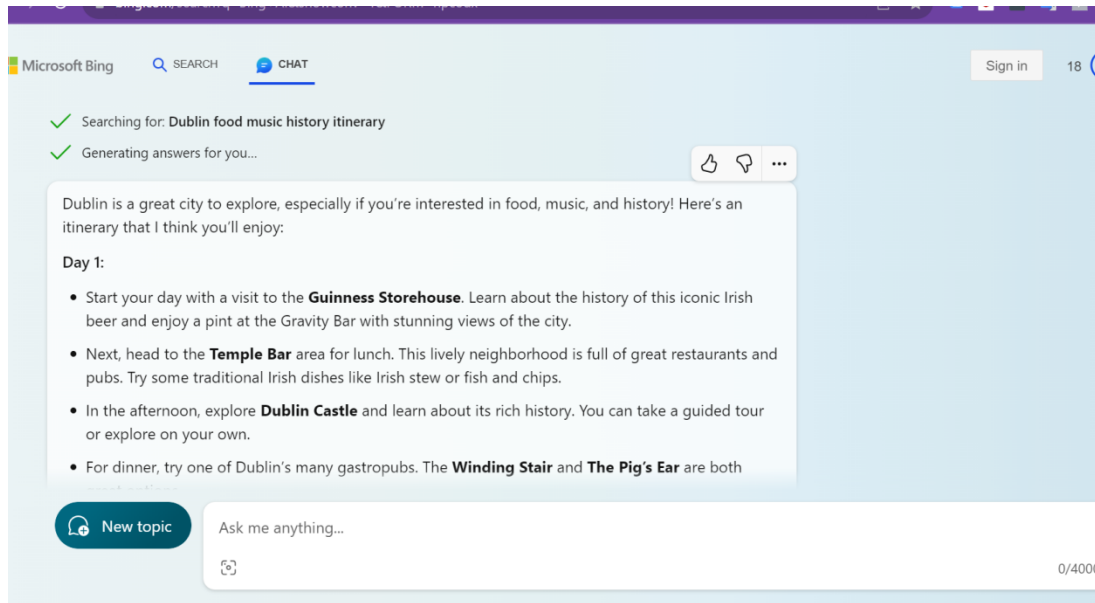 Microsoft Bing
SEARCH
CHAT
Sign in
18
Searching for: Dublin food music history itinerary
Generating answers for you...
Dublin is a great city to explore, especially if you're interested in food, music, and history! Here's an
itinerary that I think you'll enjoy:
Day 1:
• Start your day with a visit to the Guinness Storehouse. Learn about the history of this iconic Irish
beer and enjoy a pint at the Gravity Bar with stunning views of the city.
• Next, head to the Temple Bar area for lunch. This lively neighborhood is full of great restaurants and
pubs. Try some traditional Irish dishes like Irish stew or fish and chips.
• In the afternoon, explore Dublin Castle and learn about its rich history. You can take a guided tour
or explore on your own.
• For dinner, try one of Dublin's many gastropubs. The Winding Stair and The Pig's Ear are both
New topic
Ask me anything...
0/4000